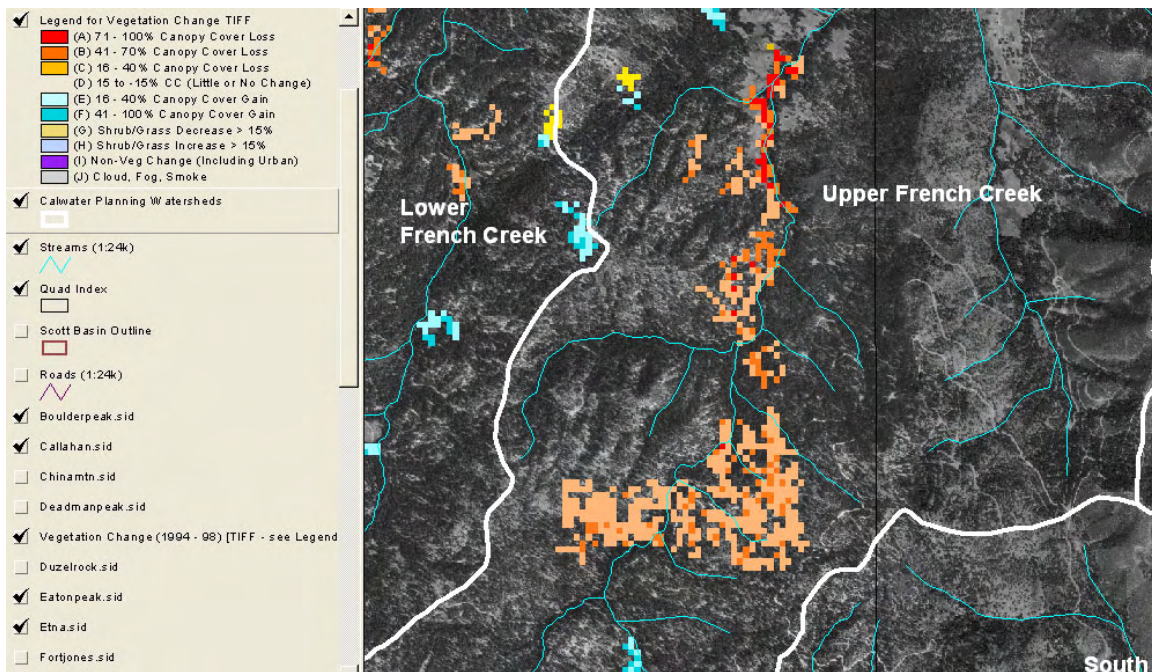 Legend for Vegetation Change TIFF
(A) 71 - 100% Canopy Cover Loss
(B) 41 - 70% Canopy Cover Loss
(C) 16 - 40% Canopy Cover Loss
(D) 15 to -15% CC (Little or No Change)
(E) 16 - 40% Canopy Cover Gain
(F) 41 - 100% Canopy Cover Gain
(G) Shrub/Grass Decrease > 15%
(H) Shrub/Grass Increase > 15%
(I) Non-Veg Change (Including Urban)
(J) Cloud, Fog, Smoke
Calwater Planning Watersheds
Streams (1:24k)
Quad Index
Scott Basin Outline
Roads (1:24k)
Boulderpeak.sid
Callahan.sid
Chinamtn.sid
Deadmanpeak.sid
Vegetation Change (1994 - 98) [TIFF - see Legend
Duzelrock.sid
Eatonpeak.sid
Etna.sid
Fortjones.sid
Lower
French Creek
Upper French Creek
South